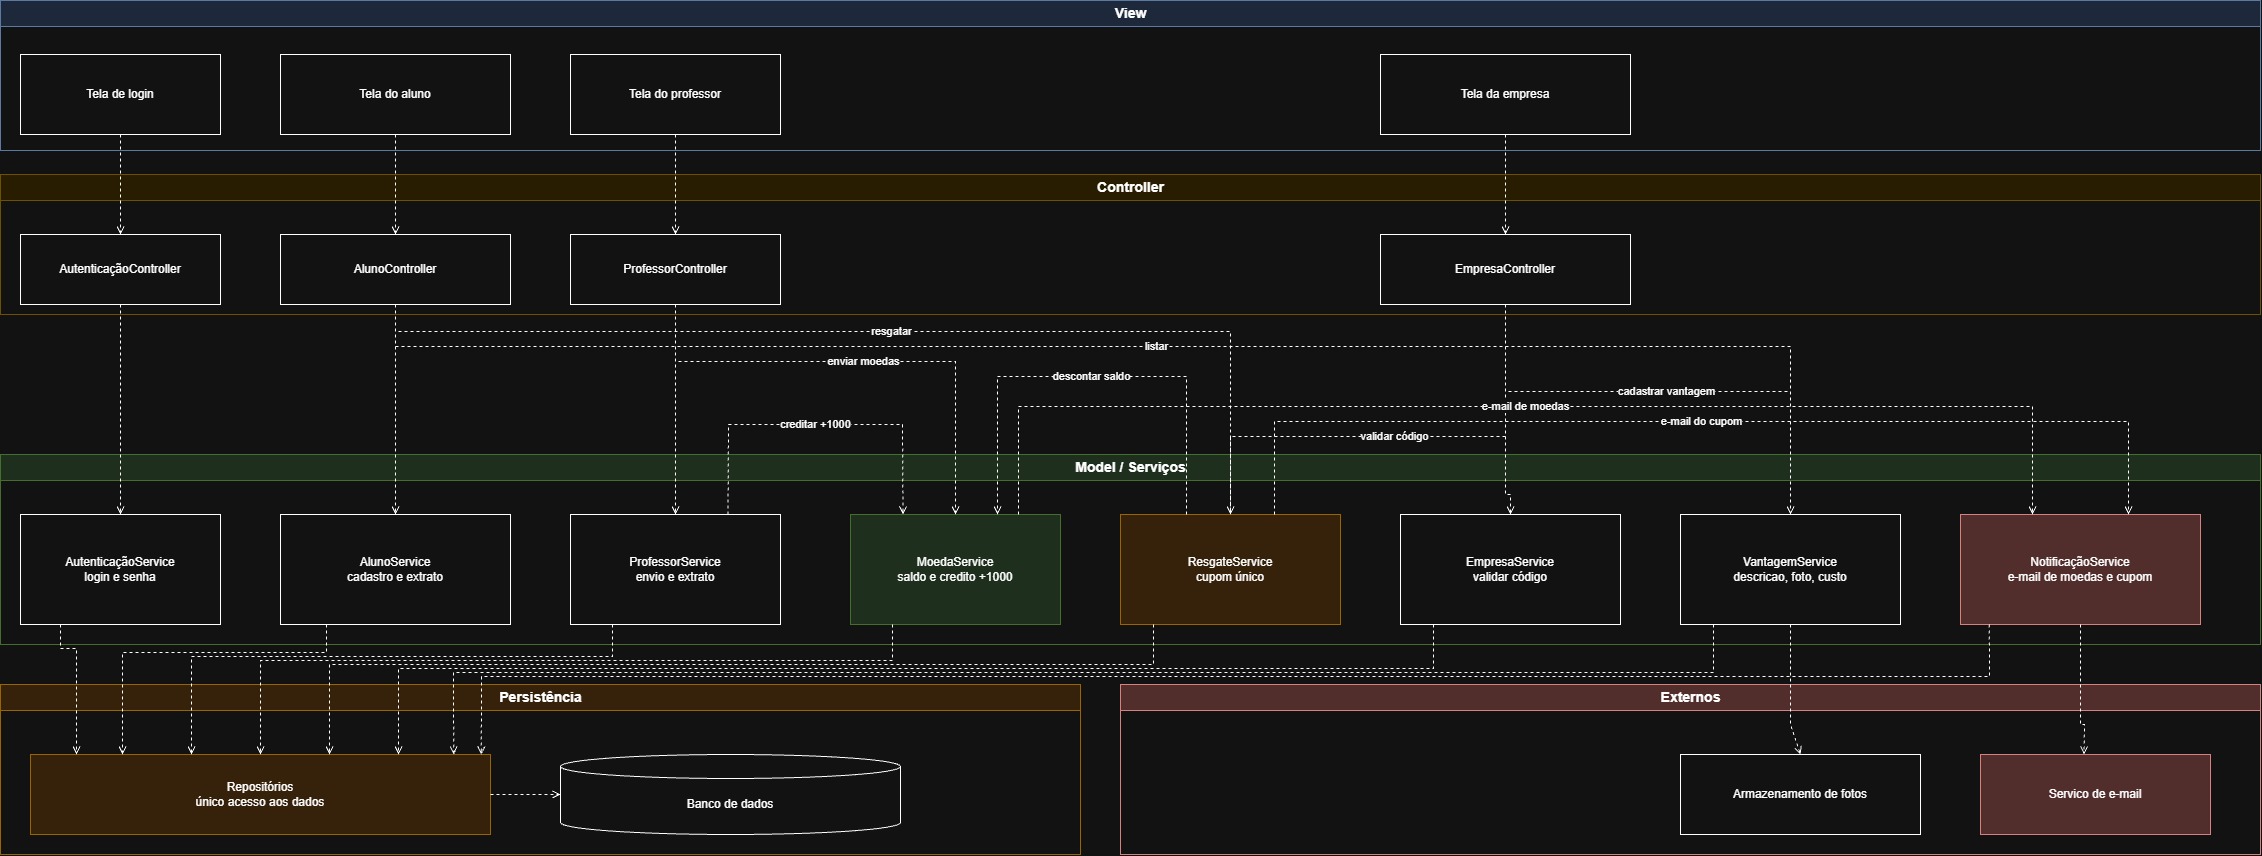 View
Tela de login
Tela do aluno
Tela do professor
Tela da empresa
Controller
AutenticaçãoController
AlunoController
ProfessorController
EmpresaController
resgatar
listar
enviar moedas
descontar saldo
cadastrar vantagem
e-mail de moedas
e-mail do cupom
creditar +1000
validar código
Model / Serviços
AutenticaçãoService
login e senha
AlunoService
cadastro e extrato
ProfessorService
envio e extrato
MoedaService
saldo e credito +1000
ResgateService
cupom único
EmpresaService
validar código
VantagemService
descricao, foto, custo
NotificaçãoService
e-mail de moedas e cupom
Persistência
Externos
Repositórios
único acesso aos dados
Banco de dados
Armazenamento de fotos
Servico de e-mail